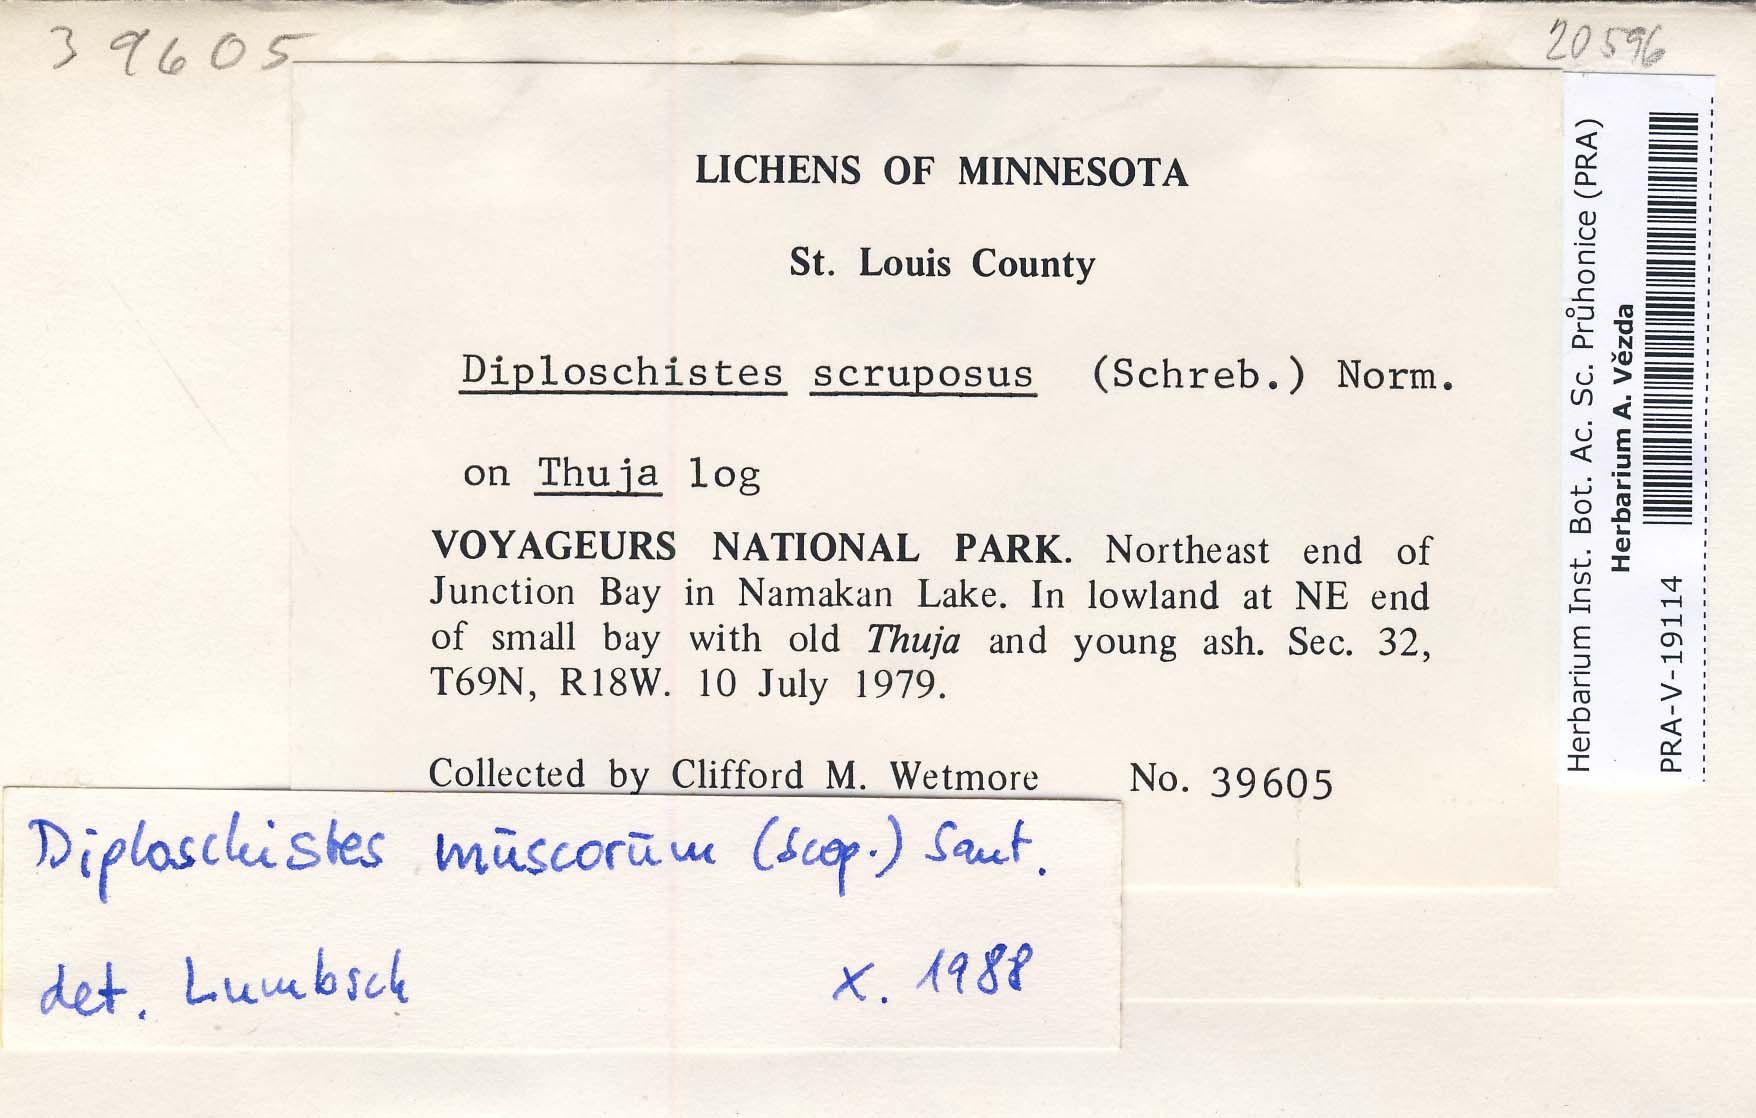 39605
20596
LICHENS OF MINNESOTA
St. Louis County
Diploschistes scruposus (Schreb.) Norm.
on Thuja log
VOYAGEURS NATIONAL PARK. Northeast end of
Junction Bay in Namakan Lake. In lowland at NE end
of small bay with old Thuja and young ash. Sec. 32,
T69N, R18W. 10 July 1979.
Collected by Clifford M. Wetmore No. 39605
Diploschistes mūscorūm (Scop.) Sant.
det. Lumbsch X. 1988
Herbarium Inst. Bot. Ac. Sc. Průhonice (PRA)
Herbarium A. Vězda
PRA-V-19114